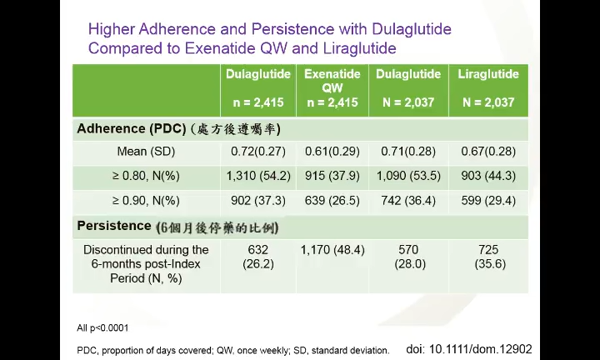 Higher Adherence and Persistence with Dulaglutide
Compared to Exenatide QW and Liraglutide
Dulaglutide Exenatide QW Dulaglutide Liraglutide
n = 2,415 n = 2,415 N = 2,037 N = 2,037
Adherence (PDC) (處方後遵囑率)
Mean (SD) 0.72(0.27) 0.61(0.29) 0.71(0.28) 0.67(0.28)
≥ 0.80, N(%) 1,310 (54.2) 915 (37.9) 1,090 (53.5) 903 (44.3)
≥ 0.90, N(%) 902 (37.3) 639 (26.5) 742 (36.4) 599 (29.4)
Persistence (6個月後停藥的比例)
Discontinued during the 6-months post-Index Period (N, %) 632 (26.2) 1,170 (48.4) 570 (28.0) 725 (35.6)
All p<0.0001
PDC, proportion of days covered; QW, once weekly; SD, standard deviation. doi: 10.1111/dom.12902